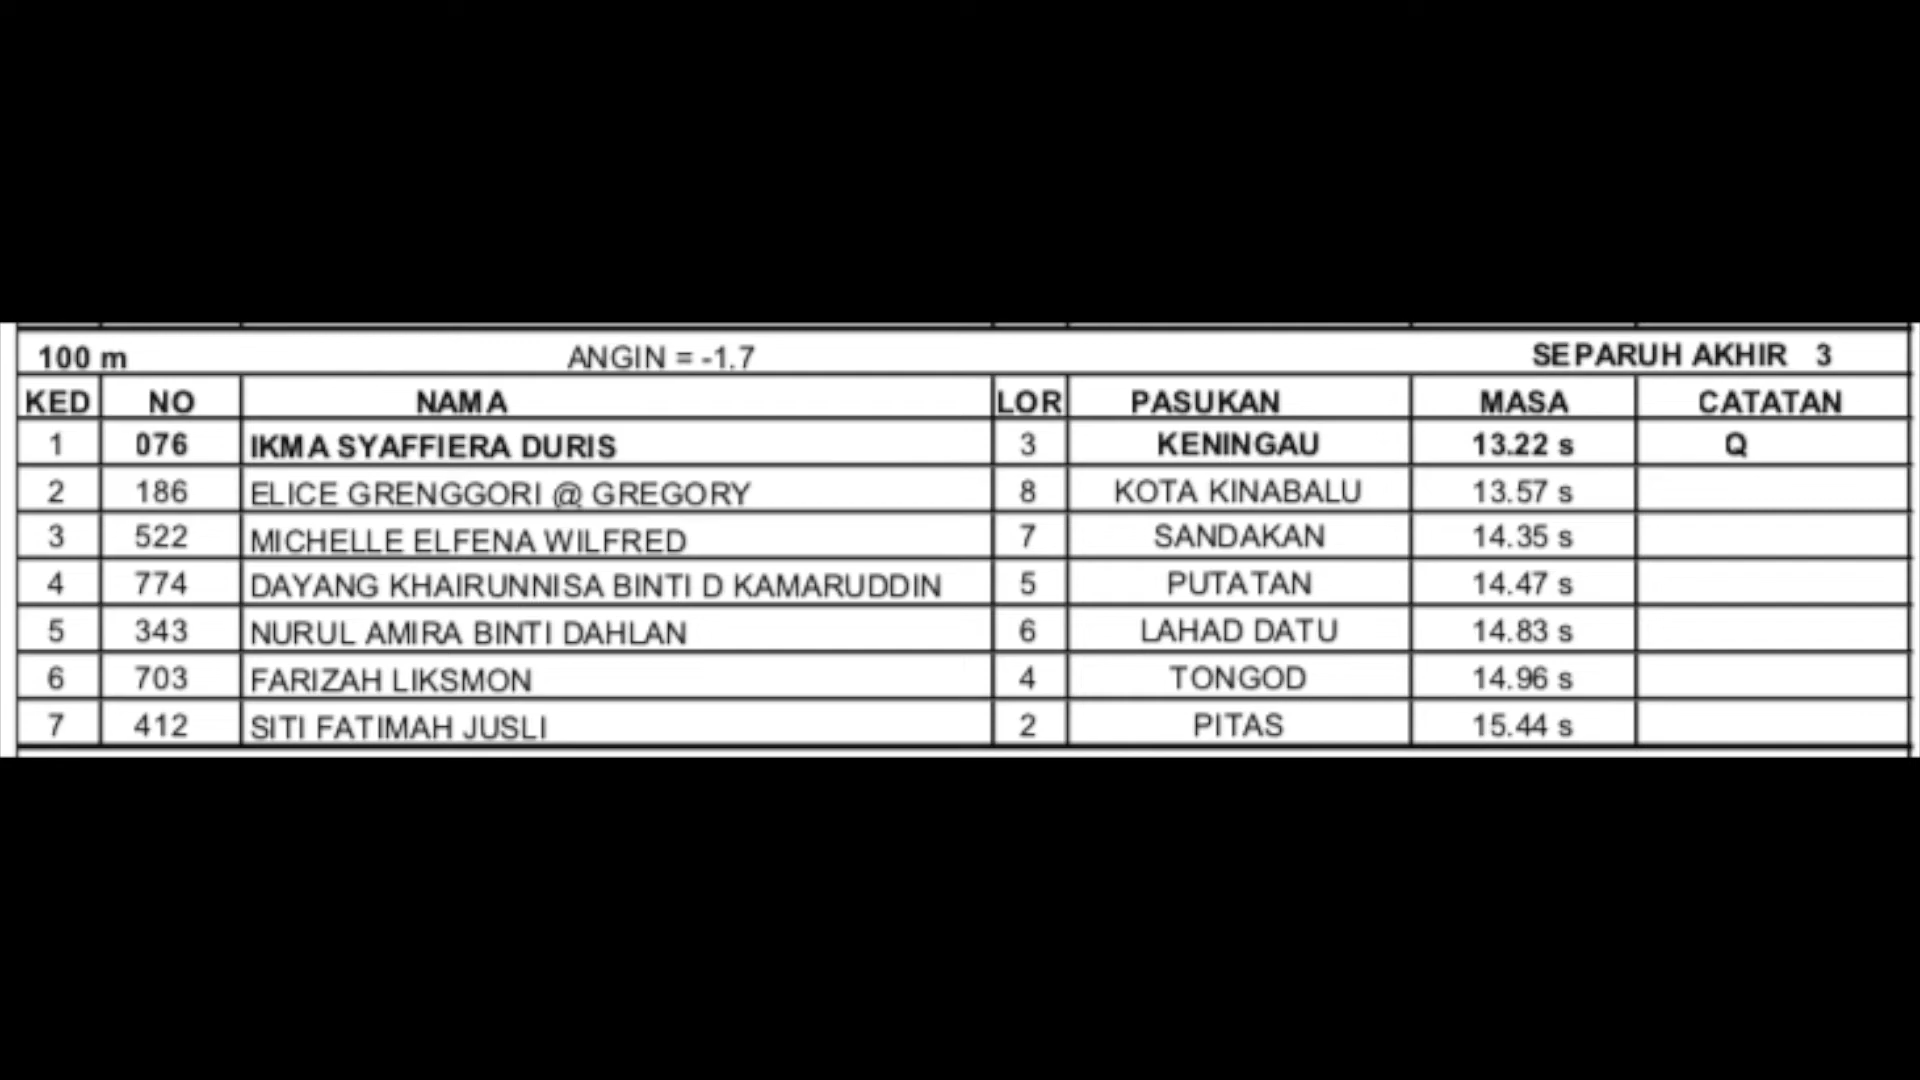 100 m ANGIN = -1.7 SEPARUH AKHIR 3
KED NO NAMA LOR PASUKAN MASA CATATAN
1 076 IKMA SYAFFIERA DURIS 3 KENINGAU 13.22 s Q
2 186 ELICE GRENGGORI @ GREGORY 8 KOTA KINABALU 13.57 s
3 522 MICHELLE ELFENA WILFRED 7 SANDAKAN 14.35 s
4 774 DAYANG KHAIRUNNISA BINTI D KAMARUDDIN 5 PUTATAN 14.47 s
5 343 NURUL AMIRA BINTI DAHLAN 6 LAHAD DATU 14.83 s
6 703 FARIZAH LIKSMON 4 TONGOD 14.96 s
7 412 SITI FATIMAH JUSLI 2 PITAS 15.44 s